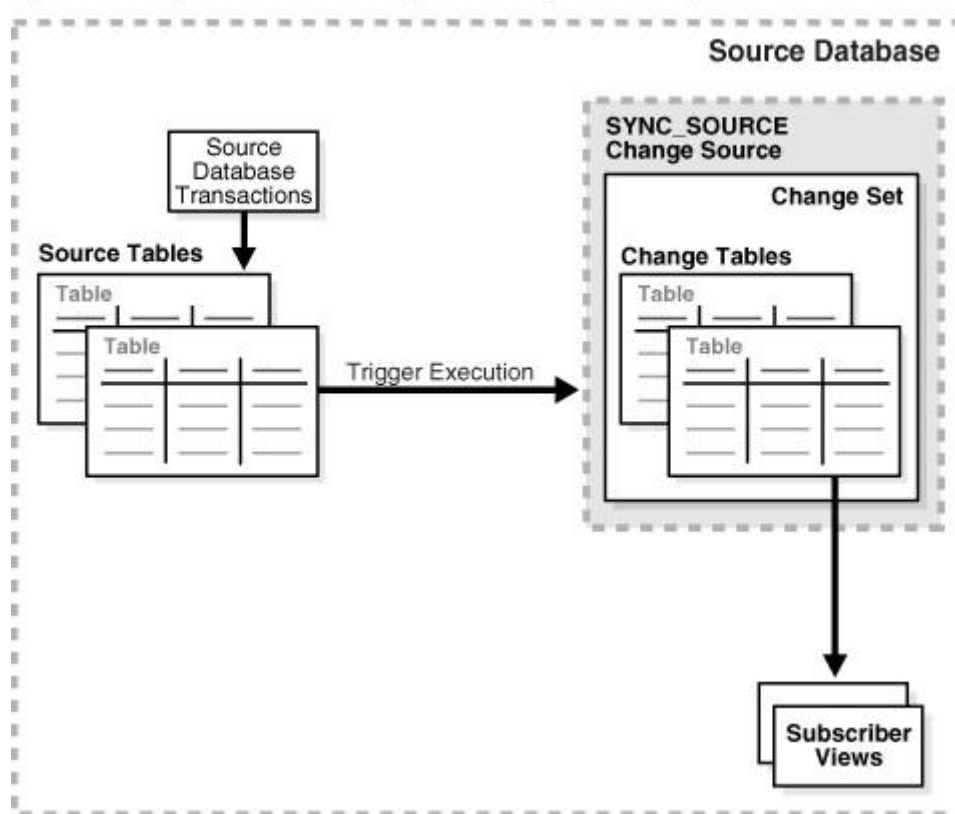 Source Database
SYNC_SOURCE
Change Source
Source
Database
Transactions
Change Set
Source Tables
Change Tables
Table
Table
Table
Table
Trigger Execution
Subscriber
Views